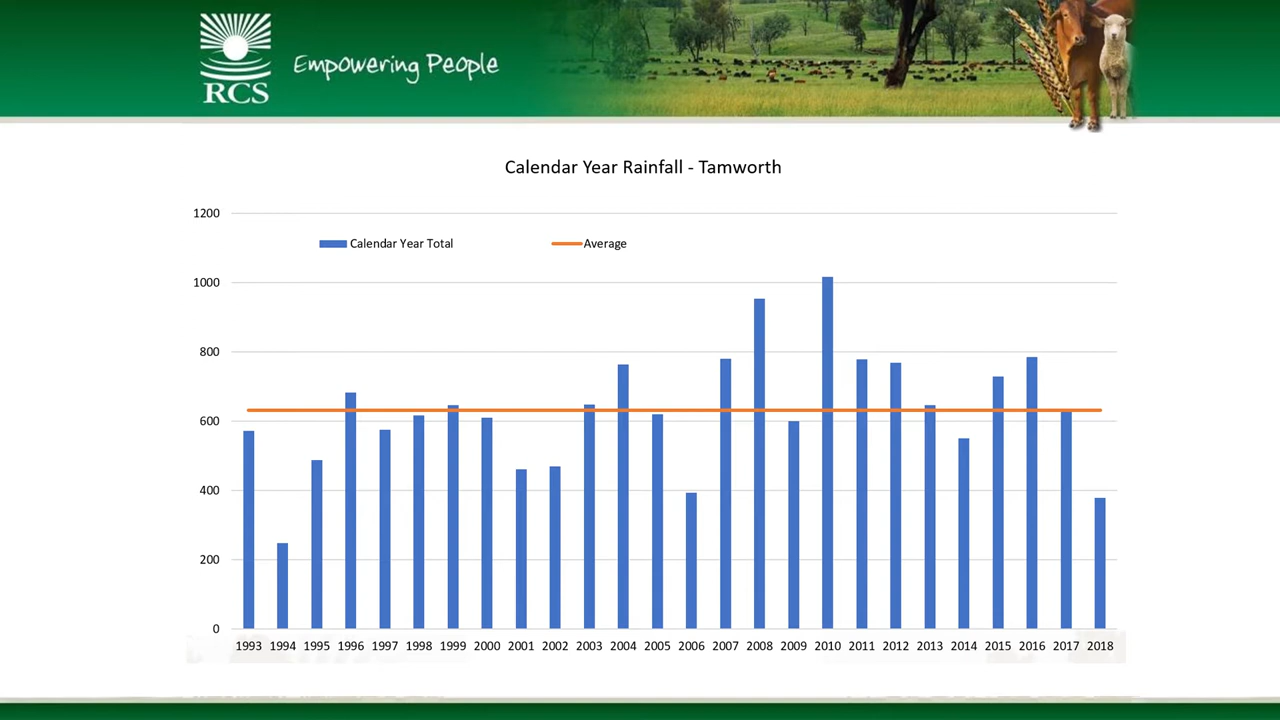 RCS
Empowering People
Calendar Year Rainfall - Tamworth
1200
Calendar Year Total Average
1000
800
600
400
200
0
1993 1994 1995 1996 1997 1998 1999 2000 2001 2002 2003 2004 2005 2006 2007 2008 2009 2010 2011 2012 2013 2014 2015 2016 2017 2018